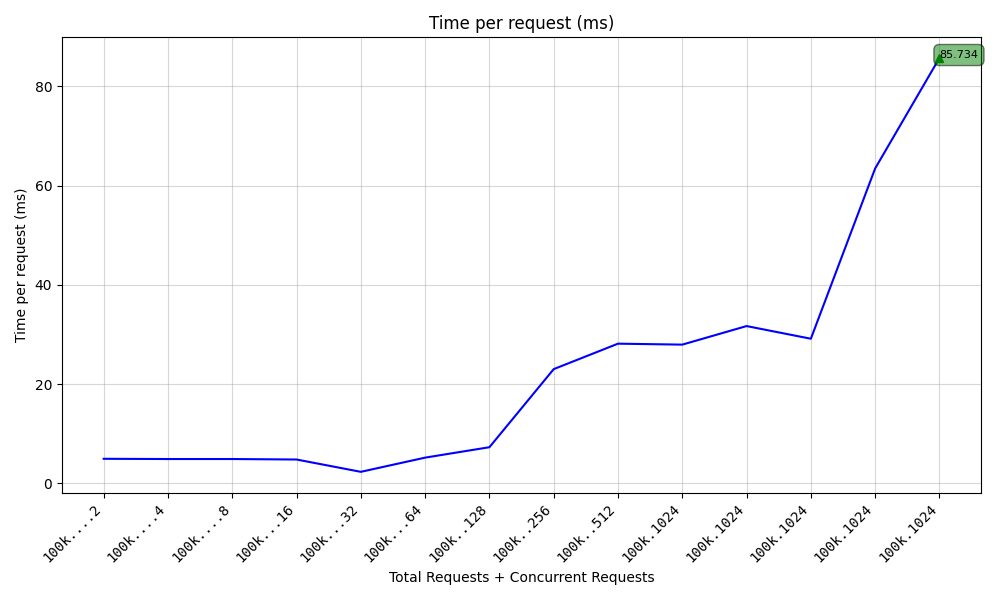 Time per request (ms)
85.734
80
60
40
20
0
Time per request (ms)
100k....2
100k....4
100k....8
100k...16
100k...32
100k...64
100k..128
100k..256
100k..512
100k.1024
100k.1024
100k.1024
100k.1024
100k.1024
Total Requests + Concurrent Requests